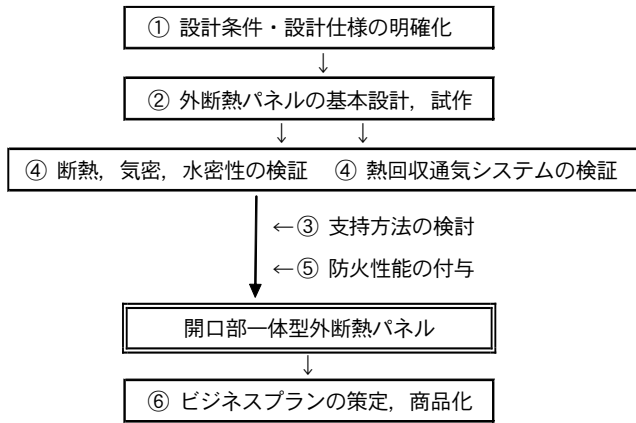 ① 設計条件・設計仕様の明確化
↓
② 外断熱パネルの基本設計，試作
↓ ↓
④ 断熱，気密，水密性の検証 ④ 熱回収通気システムの検証
←③ 支持方法の検討
←⑤ 防火性能の付与
開口部一体型外断熱パネル
↓
⑥ ビジネスプランの策定，商品化